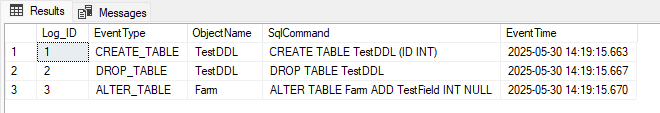 Results Messages
Log_ID EventType ObjectName SqlCommand EventTime
1 1 CREATE_TABLE TestDDL CREATE TABLE TestDDL (ID INT) 2025-05-30 14:19:15.663
2 2 DROP_TABLE TestDDL DROP TABLE TestDDL 2025-05-30 14:19:15.667
3 3 ALTER_TABLE Farm ALTER TABLE Farm ADD TestField INT NULL 2025-05-30 14:19:15.670